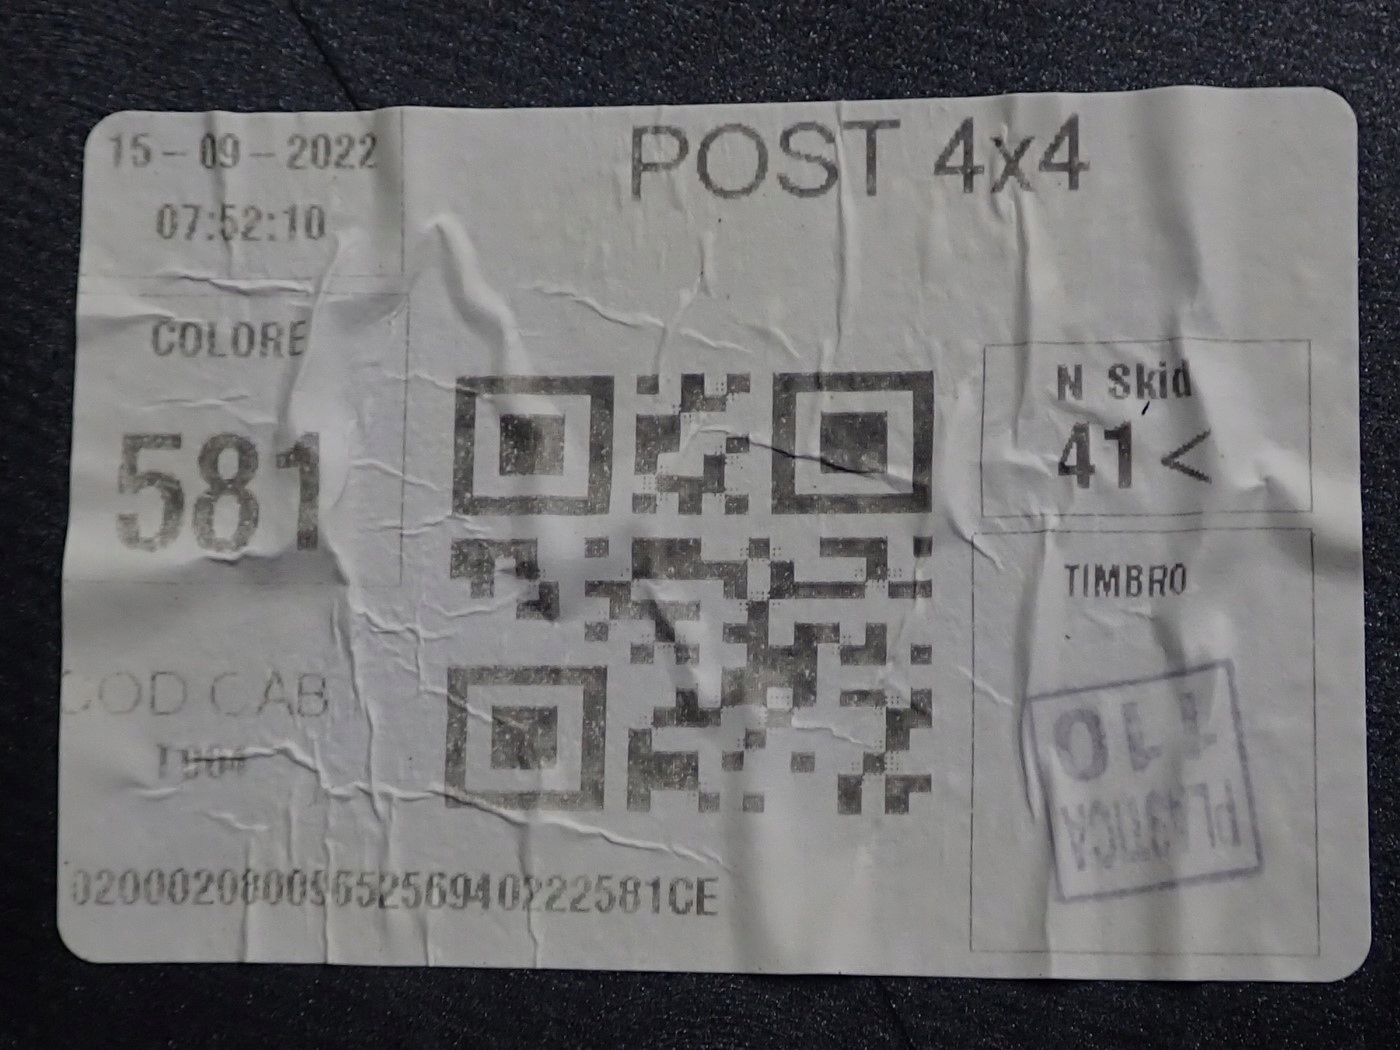 15-09-2022
07:52:10
POST 4x4
COLORE
581
N Skid
41 <
TIMBRO
COD CAB
PLASTICA
110